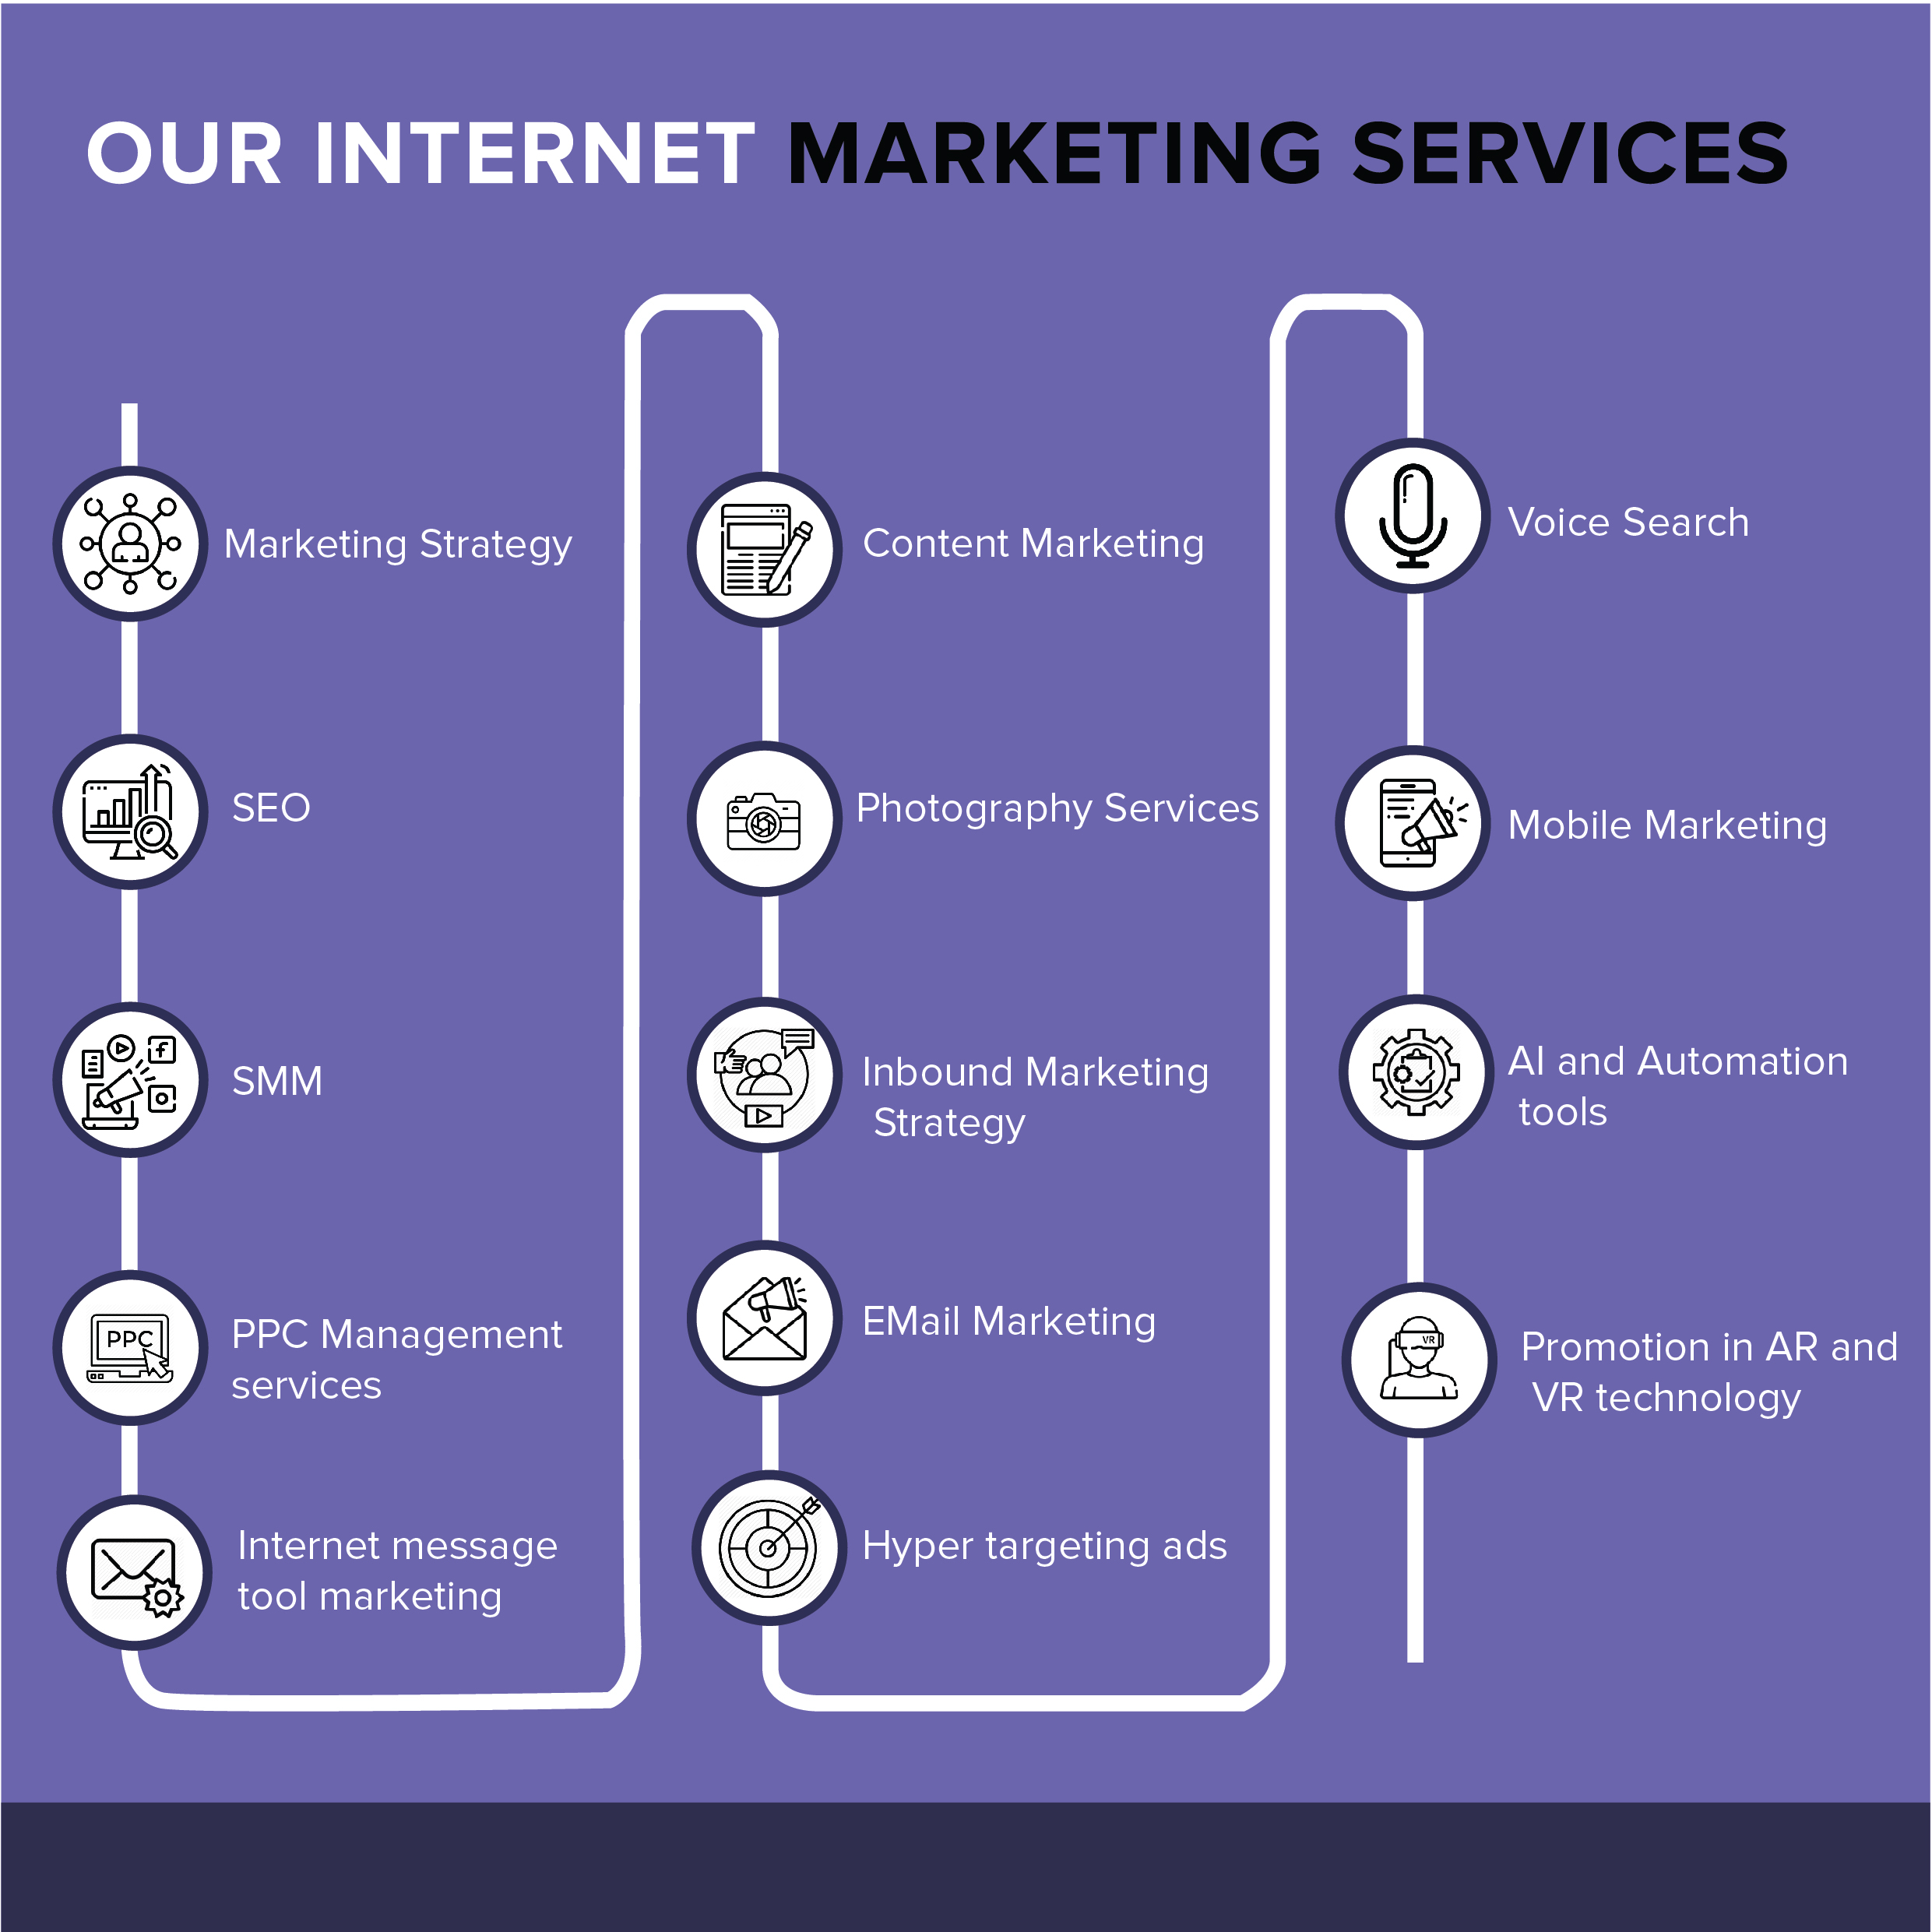 OUR INTERNET MARKETING SERVICES
Marketing Strategy
SEO
SMM
PPC
PPC Management
services
Internet message
tool marketing
Content Marketing
Photography Services
Inbound Marketing
Strategy
EMail Marketing
Hyper targeting ads
Voice Search
Mobile Marketing
AI and Automation
tools
VR
Promotion in AR and
VR technology